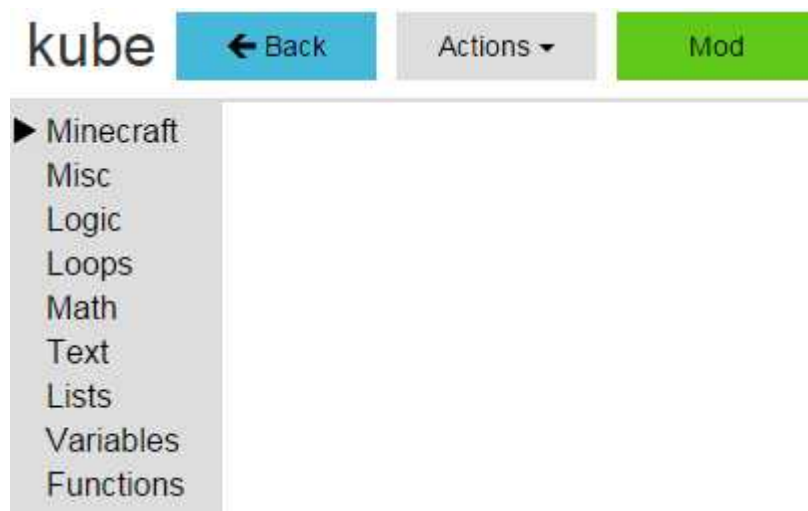 kube Back Actions Mod
Minecraft
Misc
Logic
Loops
Math
Text
Lists
Variables
Functions